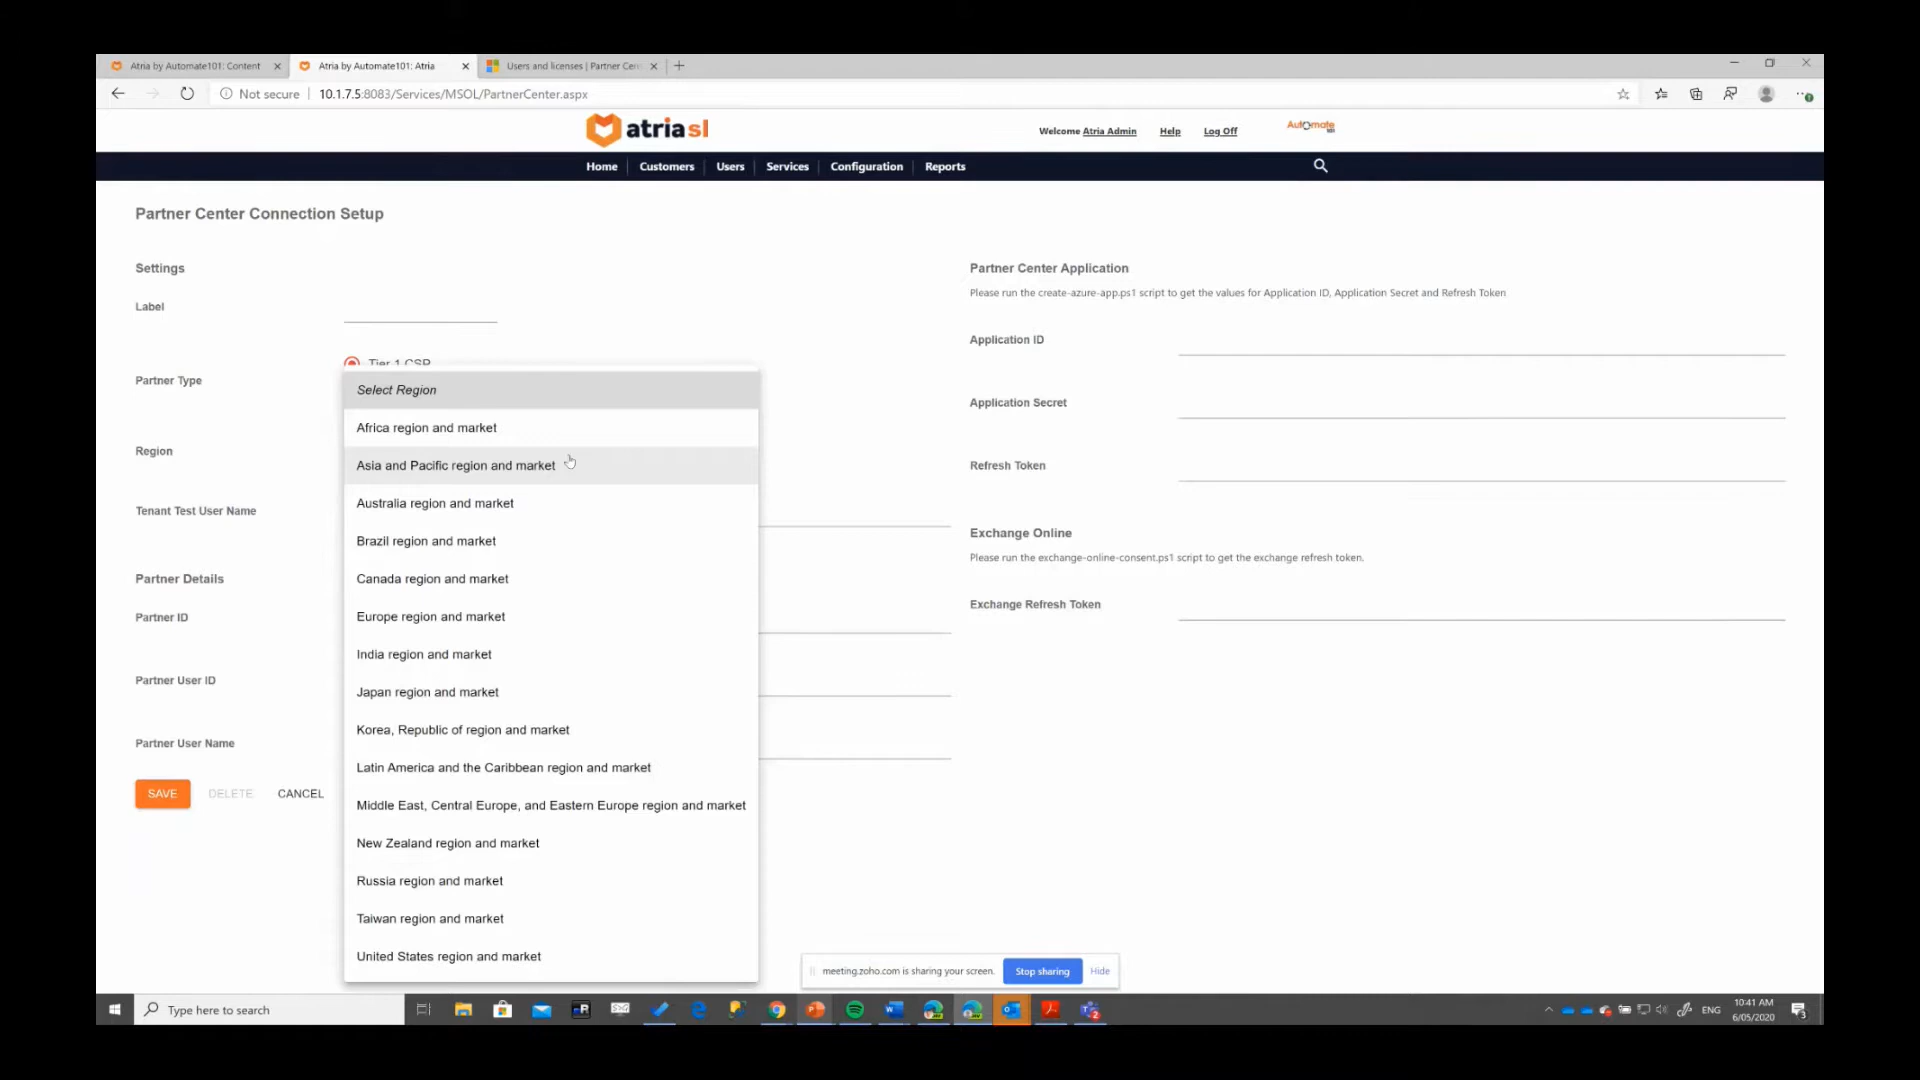 Atria by Automate101: Content
Atria by Automate101: Atria
Users and licenses | Partner Cen
Not secure
10.1.7.5:8083/Services/MSOL/PartnerCenter.aspx
atria sl
Welcome Atria Admin
Help
Log Off
Automate
Home
Customers
Users
Services
Configuration
Reports
Partner Center Connection Setup
Settings
Label
Tier 1 CSP
Partner Type
Region
Tenant Test User Name
Partner Details
Partner ID
Partner User ID
Partner User Name
SAVE
DELETE
CANCEL
Select Region
Africa region and market
Asia and Pacific region and market
Australia region and market
Brazil region and market
Canada region and market
Europe region and market
India region and market
Japan region and market
Korea, Republic of region and market
Latin America and the Caribbean region and market
Middle East, Central Europe, and Eastern Europe region and market
New Zealand region and market
Russia region and market
Taiwan region and market
United States region and market
Partner Center Application
Please run the create-azure-app.ps1 script to get the values for Application ID, Application Secret and Refresh Token
Application ID
Application Secret
Refresh Token
Exchange Online
Please run the exchange-online-consent.ps1 script to get the exchange refresh token.
Exchange Refresh Token
meeting.zoho.com is sharing your screen.
Stop sharing
Hide
Type here to search
ENG
10:41 AM
6/05/2020